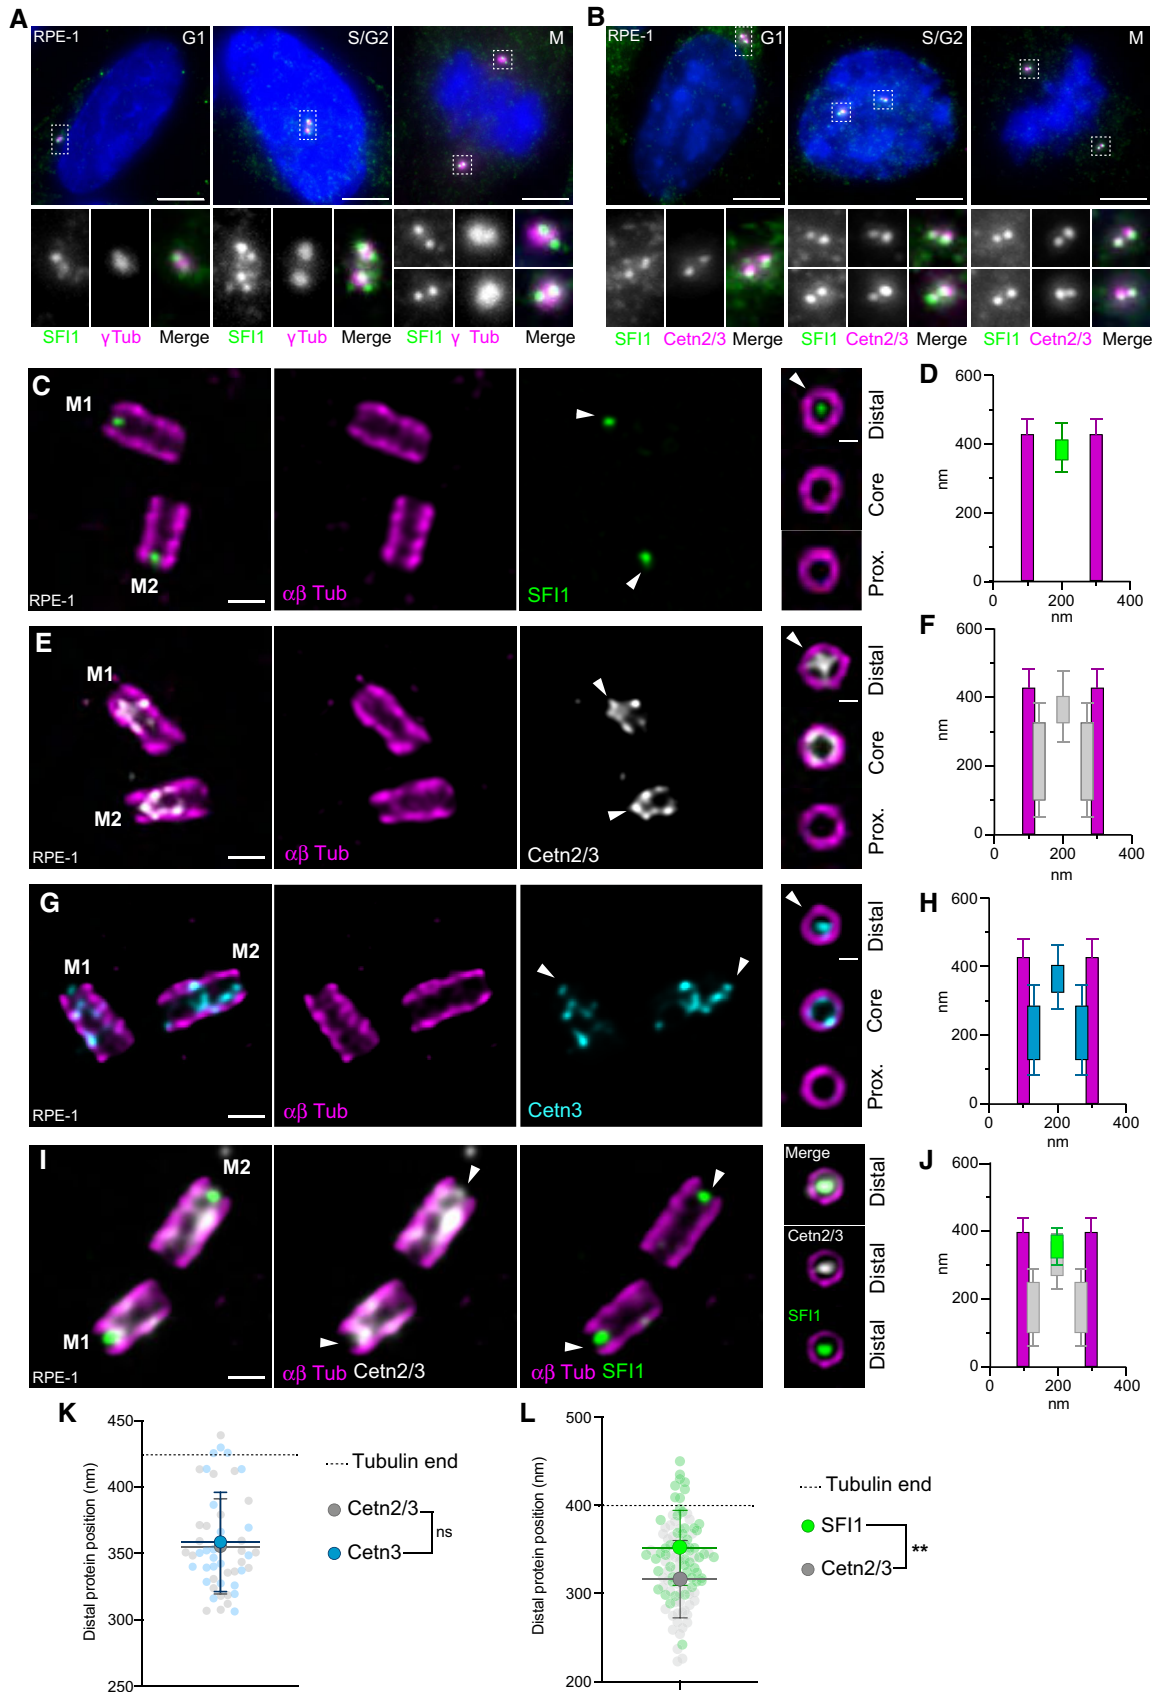 A
RPE-1
G1
S/G2
M
SFI1
γTub
Merge
SFI1
γTub
Merge
SFI1
γ Tub
Merge
B
RPE-1
G1
S/G2
M
SFI1
Cetn2/3
Merge
SFI1
Cetn2/3
Merge
SFI1
Cetn2/3
Merge
C
M1
M2
RPE-1
αβ Tub
SFI1
Distal
Core
Prox.
D
600
400
200
0
nm
0
200
400
nm
E
M1
M2
RPE-1
αβ Tub
Cetn2/3
Distal
Core
Prox.
F
600
400
200
0
nm
0
200
400
nm
G
M1
M2
RPE-1
αβ Tub
Cetn3
Distal
Core
Prox.
H
600
400
200
0
nm
0
200
400
nm
I
M2
M1
RPE-1
αβ Tub Cetn2/3
αβ Tub SFI1
Merge
Distal
Cetn2/3
Distal
SFI1
Distal
J
600
400
200
0
nm
0
200
400
nm
K
450
400
350
300
250
Distal protein position (nm)
Tubulin end
Cetn2/3
ns
Cetn3
L
500
400
300
200
Distal protein position (nm)
Tubulin end
SFI1
**
Cetn2/3